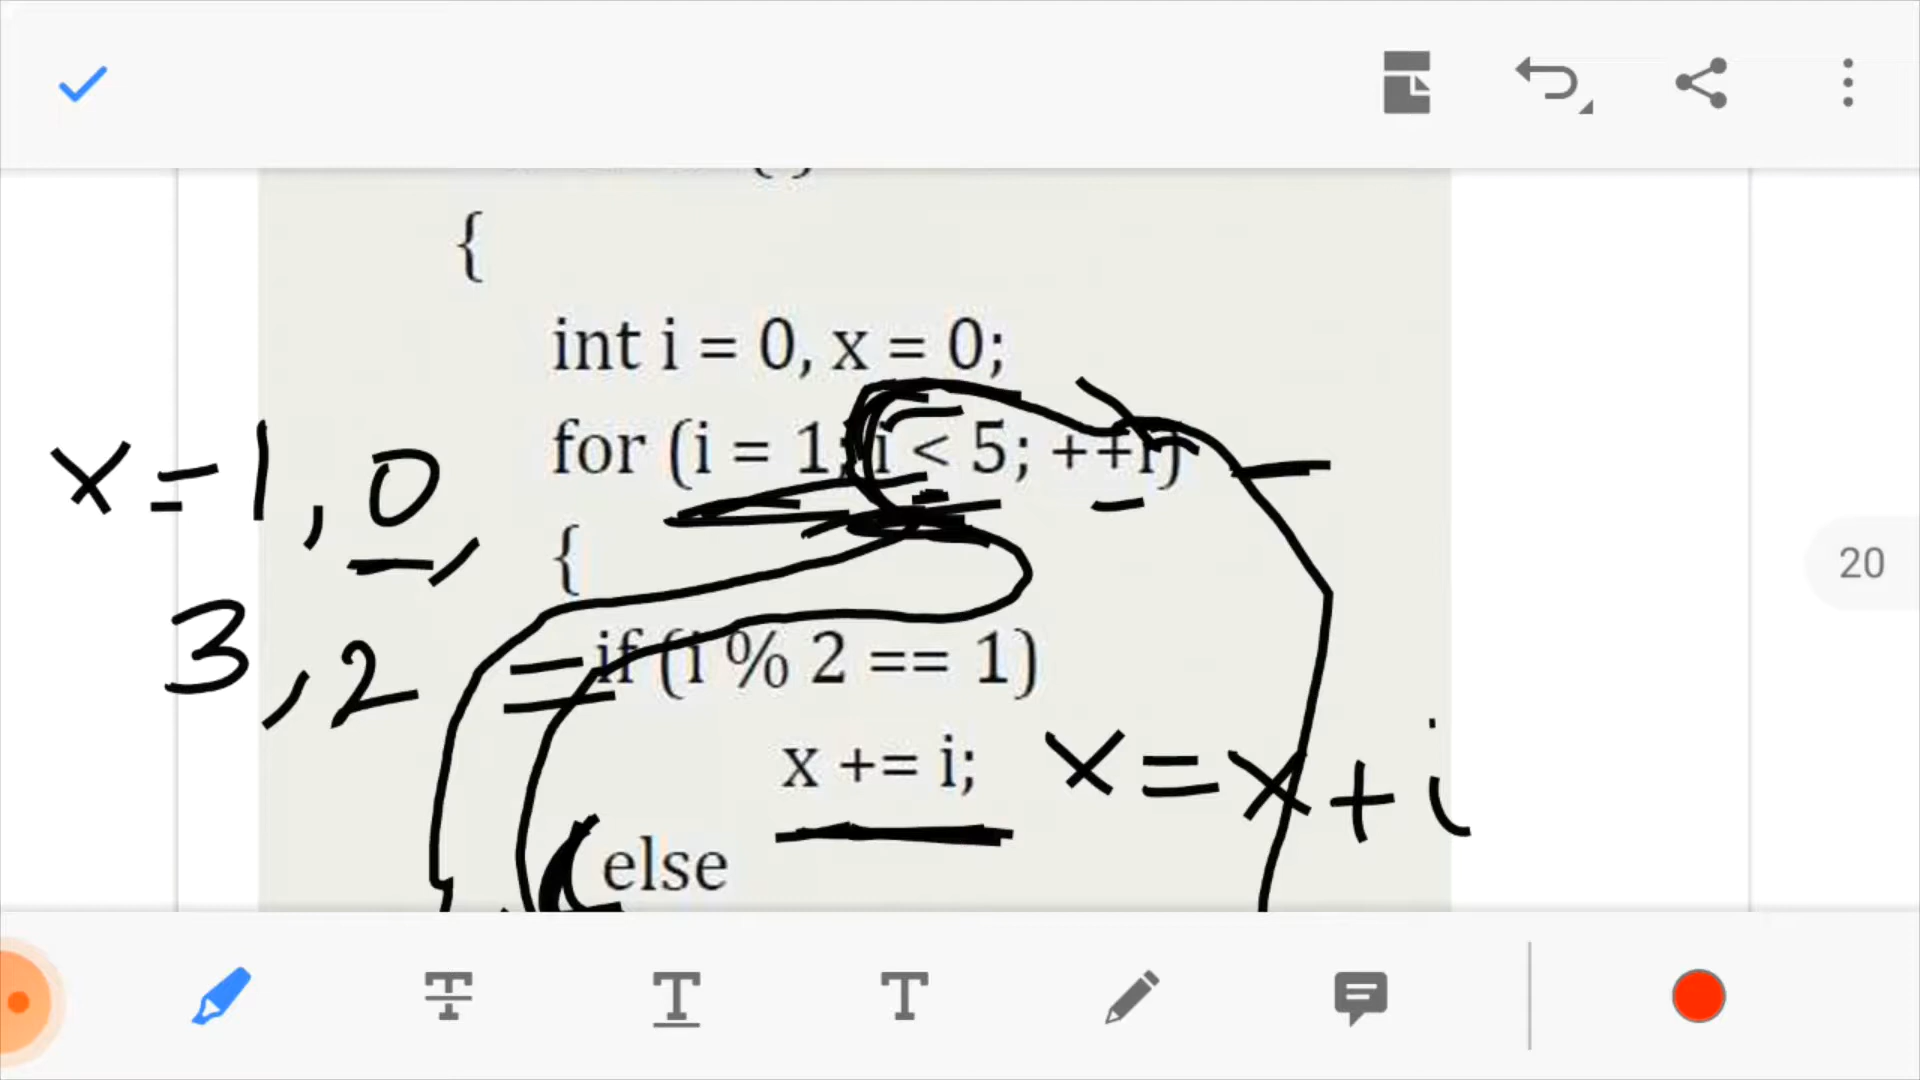 {
int i = 0, x = 0;
for (i = 1; i < 5; ++i)
x = 1, 0,
{
3, 2
if (i % 2 == 1)
x += i; x = x + i
else
20
T T T